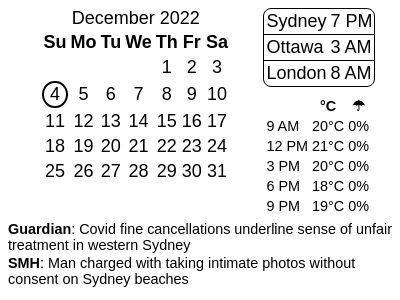 December 2022
Su Mo Tu We Th Fr Sa
1 2 3
4 5 6 7 8 9 10
11 12 13 14 15 16 17
18 19 20 21 22 23 24
25 26 27 28 29 30 31
Sydney 7 PM
Ottawa 3 AM
London 8 AM
°C ☂
9 AM 20°C 0%
12 PM 21°C 0%
3 PM 20°C 0%
6 PM 18°C 0%
9 PM 19°C 0%
Guardian: Covid fine cancellations underline sense of unfair
treatment in western Sydney
SMH: Man charged with taking intimate photos without
consent on Sydney beaches